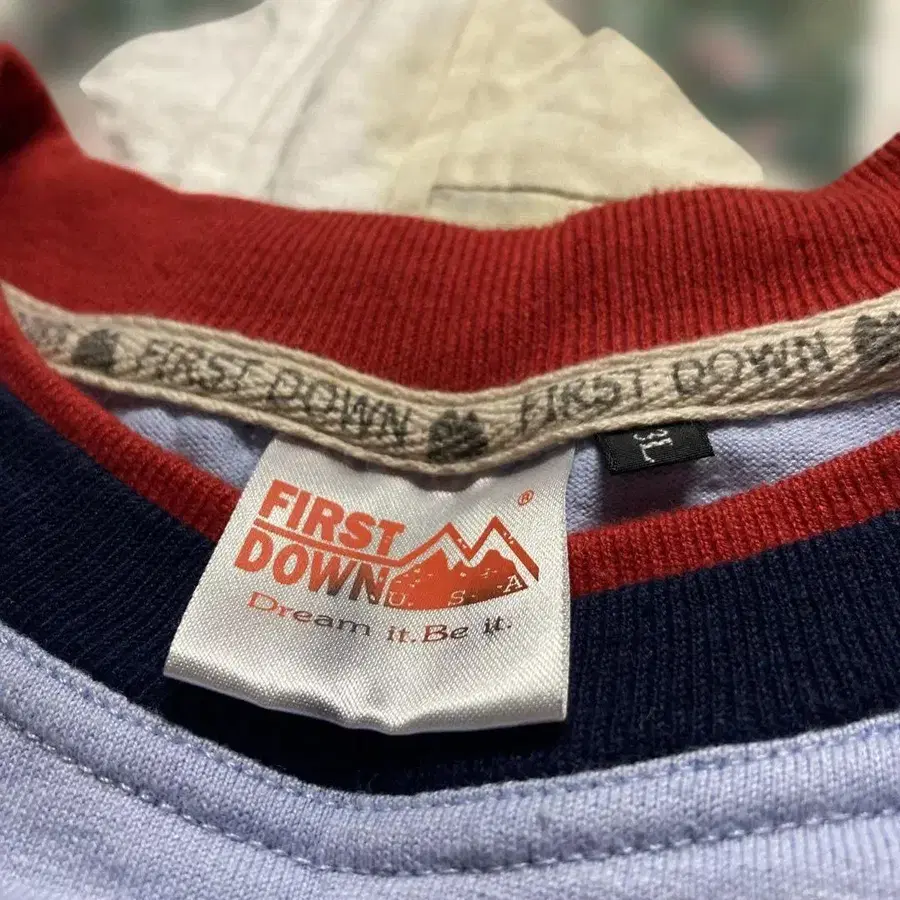 FIRST DOWN FIRST DOWN
3L
FIRST ®
DOWN U. S. A
Dream it. Be it.